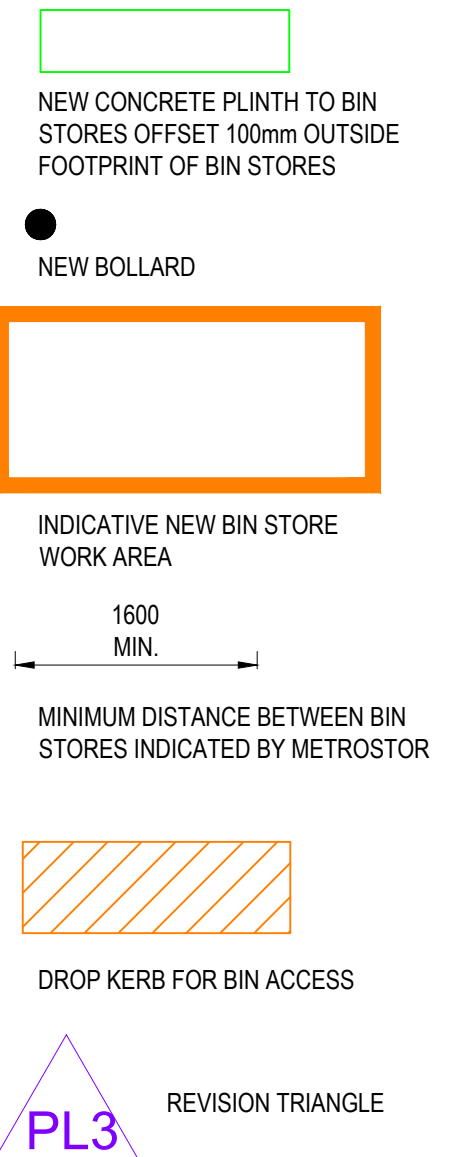 NEW CONCRETE PLINTH TO BIN
STORES OFFSET 100mm OUTSIDE
FOOTPRINT OF BIN STORES
NEW BOLLARD
INDICATIVE NEW BIN STORE
WORK AREA
1600
MIN.
MINIMUM DISTANCE BETWEEN BIN
STORES INDICATED BY METROSTOR
DROP KERB FOR BIN ACCESS
REVISION TRIANGLE
PL3